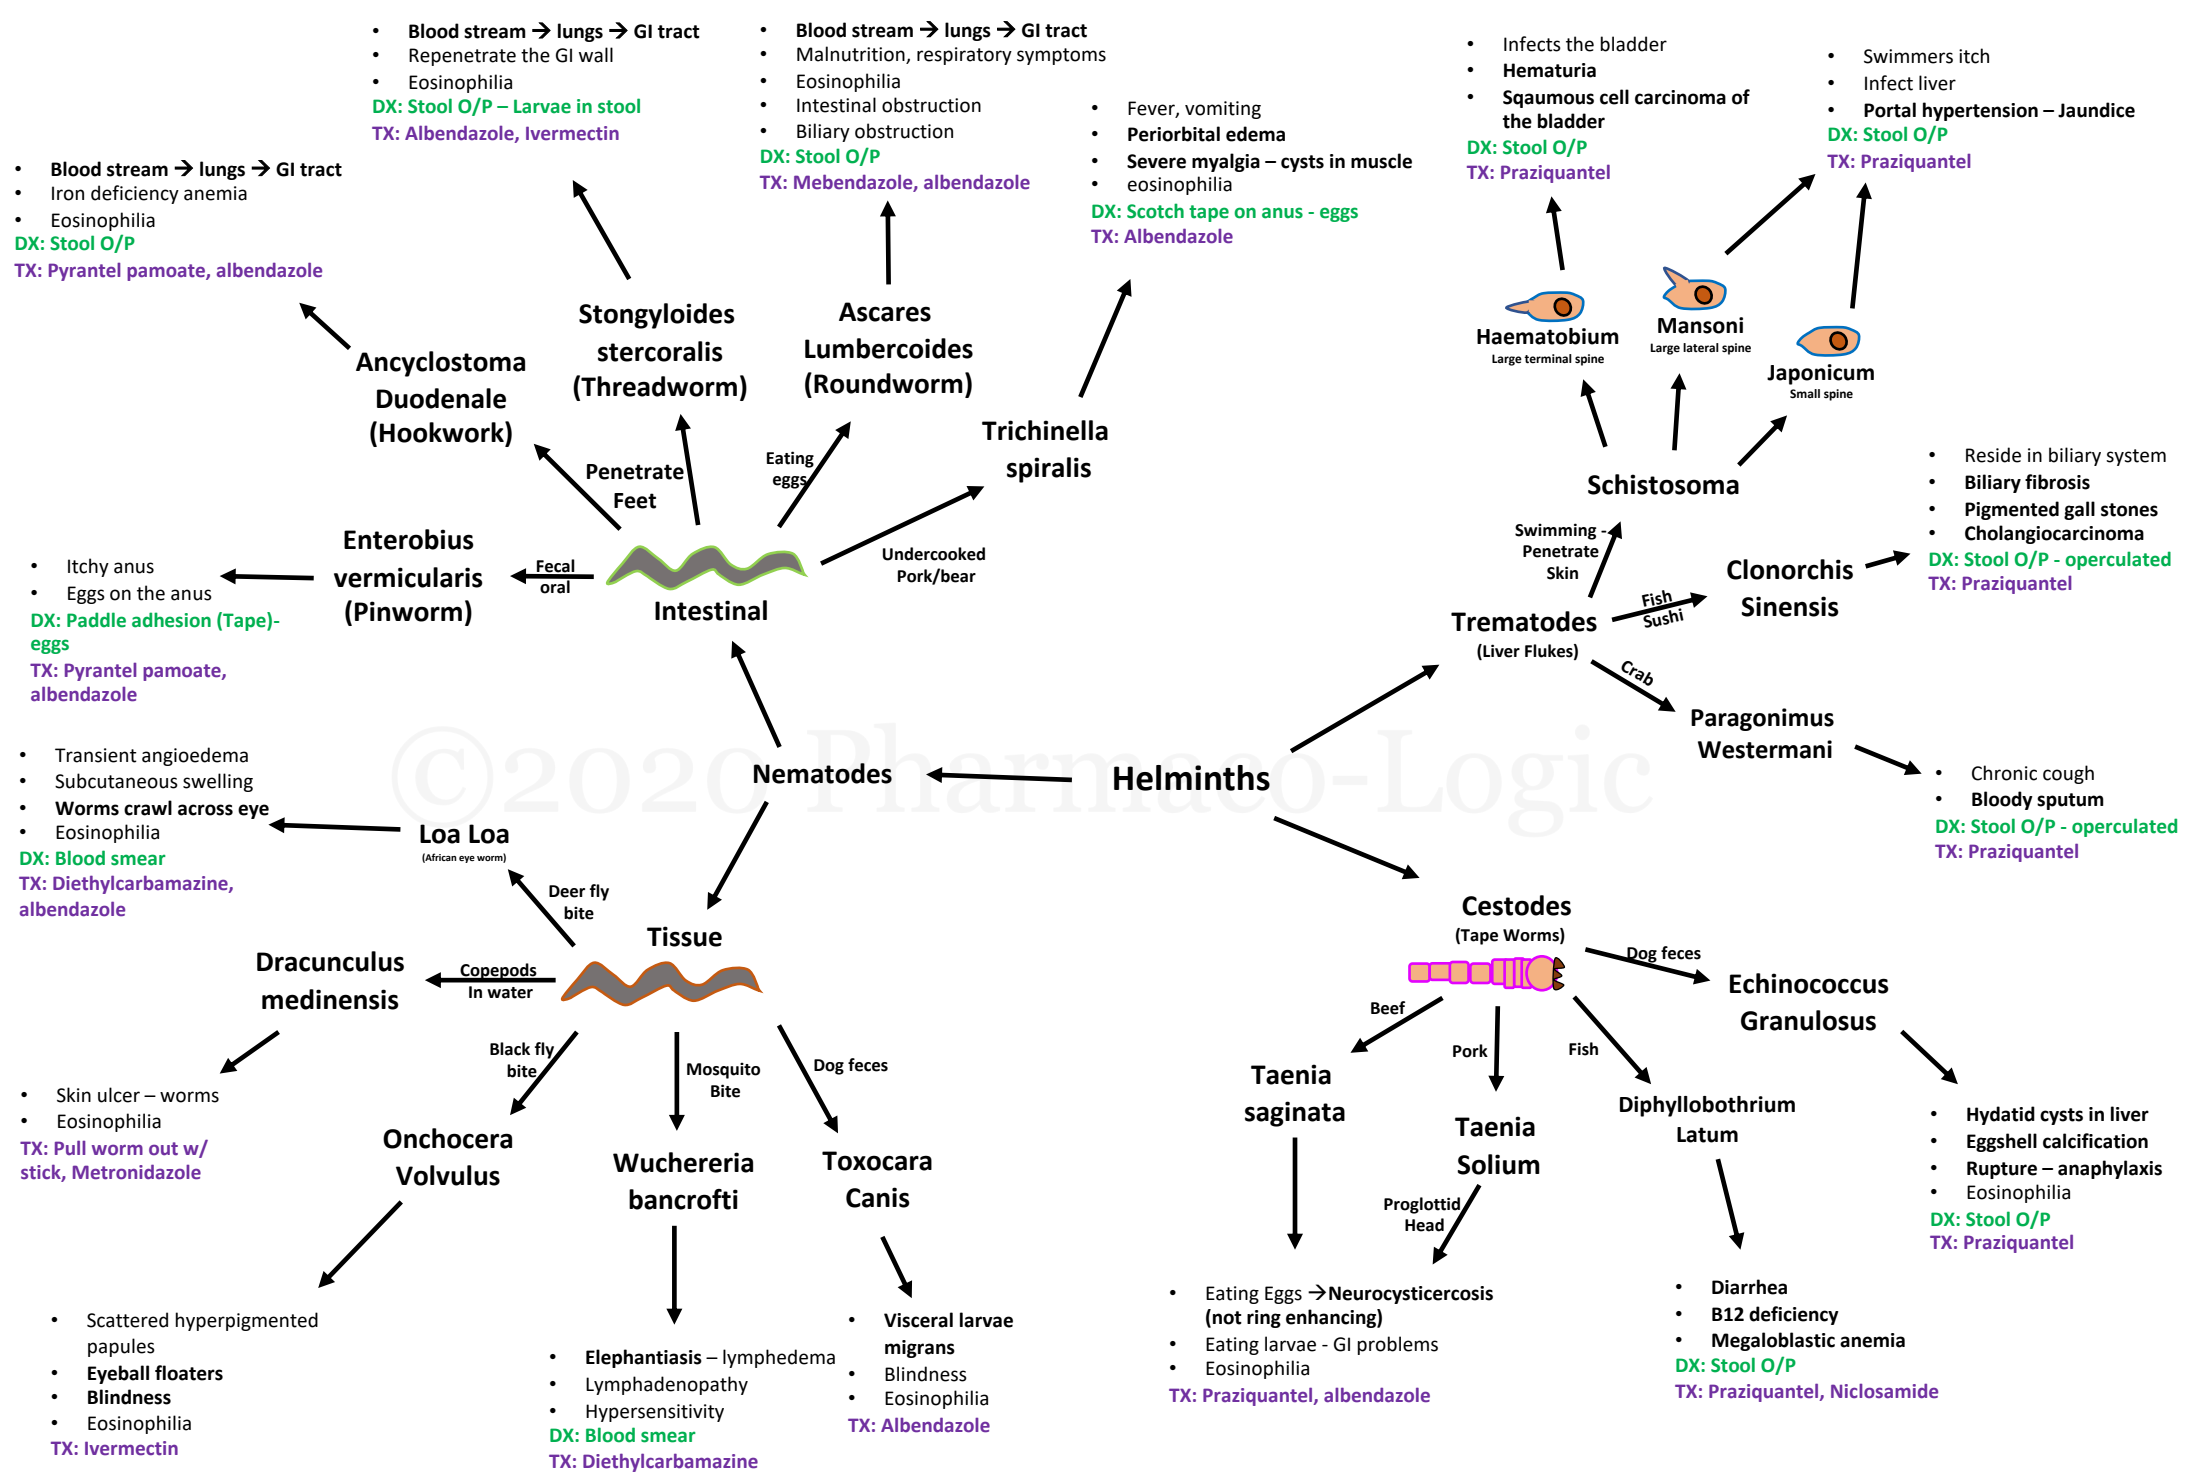 • Blood stream → lungs → GI tract
• Repenetrate the GI wall
• Eosinophilia
DX: Stool O/P – Larvae in stool
TX: Albendazole, Ivermectin
• Blood stream → lungs → GI tract
• Malnutrition, respiratory symptoms
• Eosinophilia
• Intestinal obstruction
• Biliary obstruction
DX: Stool O/P
TX: Mebendazole, albendazole
• Fever, vomiting
• Periorbital edema
• Severe myalgia – cysts in muscle
• eosinophilia
DX: Scotch tape on anus - eggs
TX: Albendazole
• Infects the bladder
• Hematuria
• Sqaumous cell carcinoma of
the bladder
DX: Stool O/P
TX: Praziquantel
• Swimmers itch
• Infect liver
• Portal hypertension – Jaundice
DX: Stool O/P
TX: Praziquantel
• Blood stream → lungs → GI tract
• Iron deficiency anemia
• Eosinophilia
DX: Stool O/P
TX: Pyrantel pamoate, albendazole
Ancyclostoma
Duodenale
(Hookwork)
Stongyloides
stercoralis
(Threadworm)
Ascares
Lumbercoides
(Roundworm)
Trichinella
spiralis
Haematobium
Large terminal spine
Mansoni
Large lateral spine
Japonicum
Small spine
Penetrate
Feet
Eating
eggs
Undercooked
Pork/bear
Schistosoma
Swimming -
Penetrate
Skin
• Reside in biliary system
• Biliary fibrosis
• Pigmented gall stones
• Cholangiocarcinoma
DX: Stool O/P - operculated
TX: Praziquantel
• Itchy anus
• Eggs on the anus
DX: Paddle adhesion (Tape)-
eggs
TX: Pyrantel pamoate,
albendazole
Enterobius
vermicularis
(Pinworm)
Fecal
oral
Intestinal
Trematodes
(Liver Flukes)
Fish
Sushi
Clonorchis
Sinensis
Crab
Paragonimus
Westermani
• Chronic cough
• Bloody sputum
DX: Stool O/P - operculated
TX: Praziquantel
©2020 Pharmaco-Logic
Nematodes
Helminths
• Transient angioedema
• Subcutaneous swelling
• Worms crawl across eye
• Eosinophilia
DX: Blood smear
TX: Diethylcarbamazine,
albendazole
Loa Loa
(African eye worm)
Deer fly
bite
Tissue
Dracunculus
medinensis
Copepods
In water
• Skin ulcer – worms
• Eosinophilia
TX: Pull worm out w/
stick, Metronidazole
Black fly
bite
Mosquito
Bite
Dog feces
Onchocera
Volvulus
Wuchereria
bancrofti
Toxocara
Canis
• Scattered hyperpigmented
papules
• Eyeball floaters
• Blindness
• Eosinophilia
TX: Ivermectin
• Elephantiasis – lymphedema
• Lymphadenopathy
• Hypersensitivity
DX: Blood smear
TX: Diethylcarbamazine
• Visceral larvae
migrans
• Blindness
• Eosinophilia
TX: Albendazole
Cestodes
(Tape Worms)
Dog feces
Echinococcus
Granulosus
Beef
Pork
Fish
Taenia
saginata
Taenia
Solium
Diphyllobothrium
Latum
Proglottid
Head
• Hydatid cysts in liver
• Eggshell calcification
• Rupture – anaphylaxis
• Eosinophilia
DX: Stool O/P
TX: Praziquantel
• Eating Eggs →Neurocysticercosis
(not ring enhancing)
• Eating larvae - GI problems
• Eosinophilia
TX: Praziquantel, albendazole
• Diarrhea
• B12 deficiency
• Megaloblastic anemia
DX: Stool O/P
TX: Praziquantel, Niclosamide